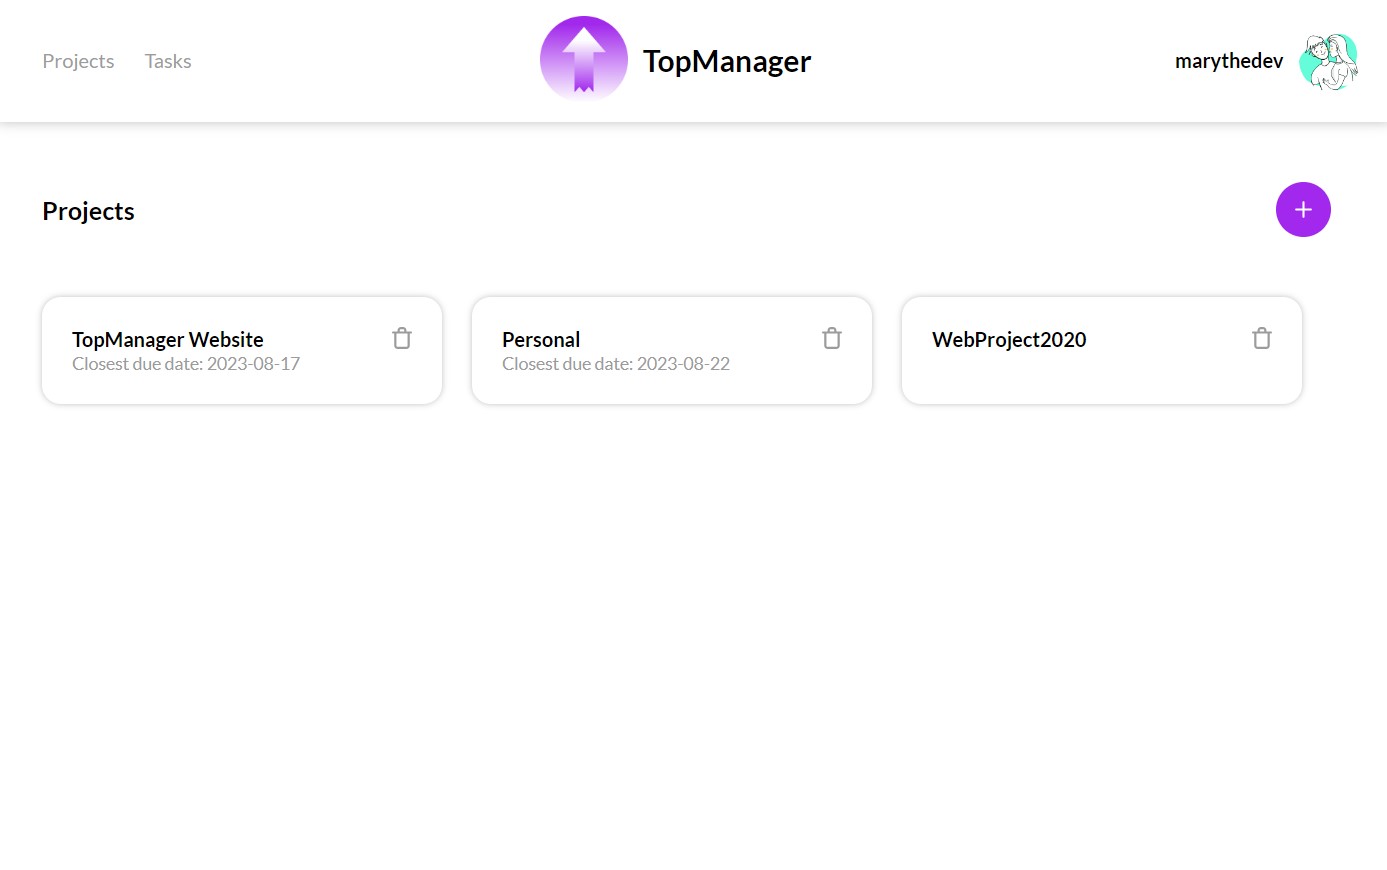 Projects Tasks
TopManager
marythedev
Projects
TopManager Website
Closest due date: 2023-08-17
Personal
Closest due date: 2023-08-22
WebProject2020